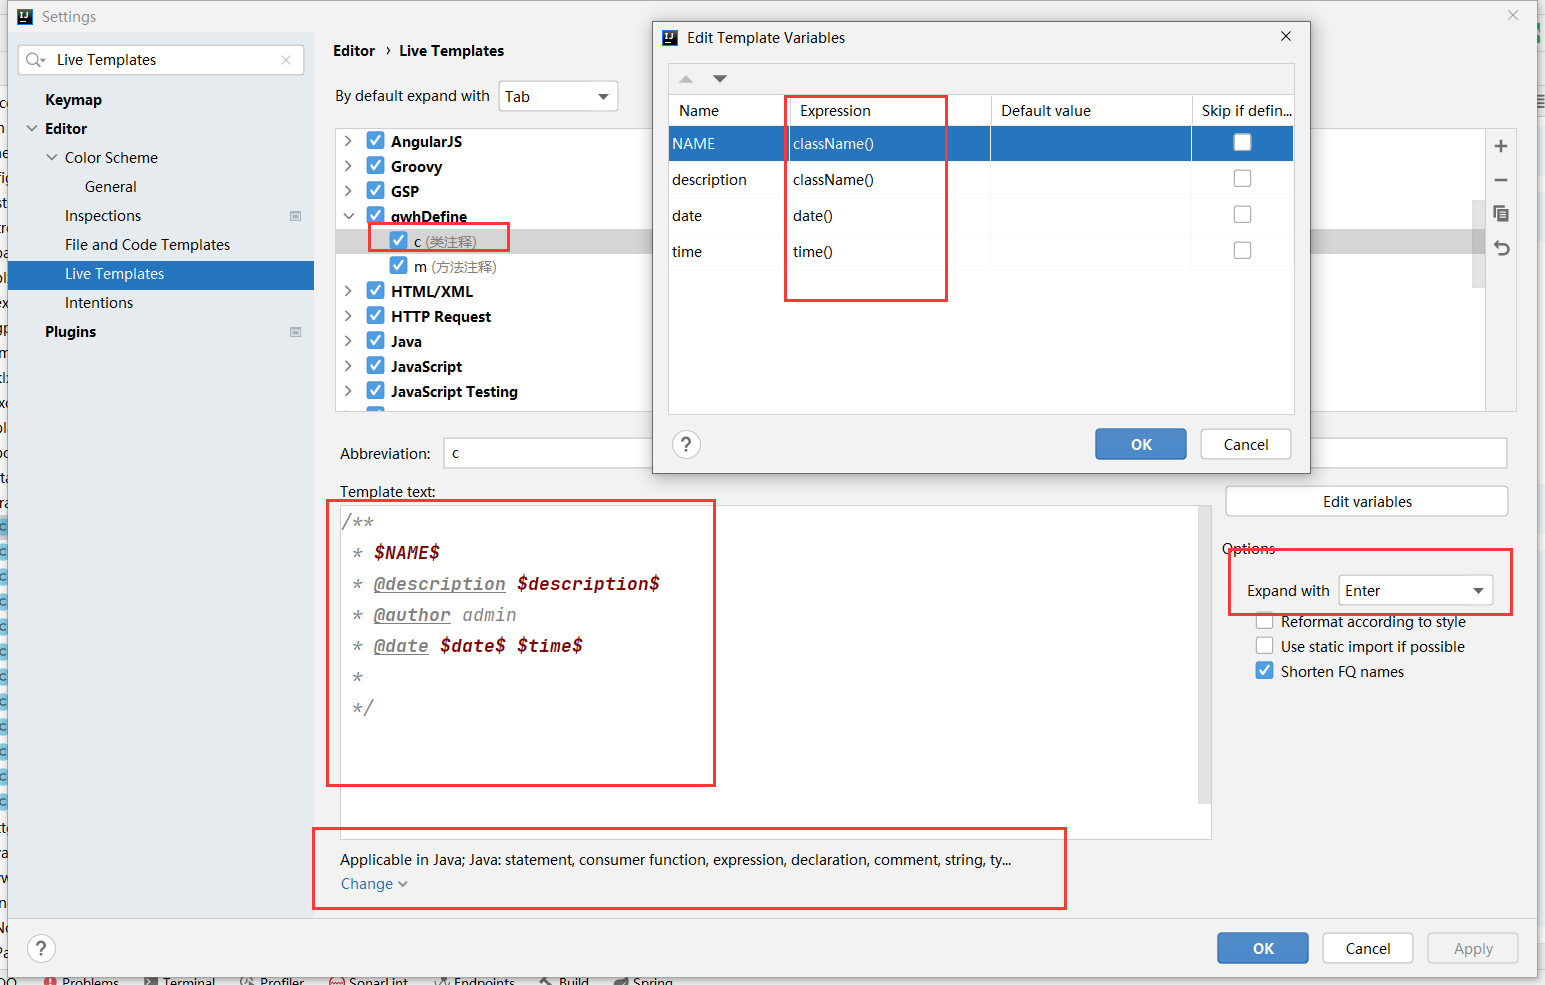 Settings
Live Templates
Keymap
Editor
Color Scheme
General
Inspections
File and Code Templates
Live Templates
Intentions
Plugins
Editor › Live Templates
By default expand with Tab
AngularJS
Groovy
GSP
qwhDefine
c (类注释)
m (方法注释)
HTML/XML
HTTP Request
Java
JavaScript
JavaScript Testing
Edit Template Variables
Name Expression Default value Skip if defin...
NAME className()
description className()
date date()
time time()
? OK Cancel
Abbreviation: c
Template text:
/**
* $NAME$
* @description $description$
* @author admin
* @date $date$ $time$
*
*/
Edit variables
Options
Expand with Enter
Reformat according to style
Use static import if possible
Shorten FQ names
Applicable in Java; Java: statement, consumer function, expression, declaration, comment, string, ty...
Change
? OK Cancel Apply
Problems Terminal Profiler SonarLint Endpoints Build Spring